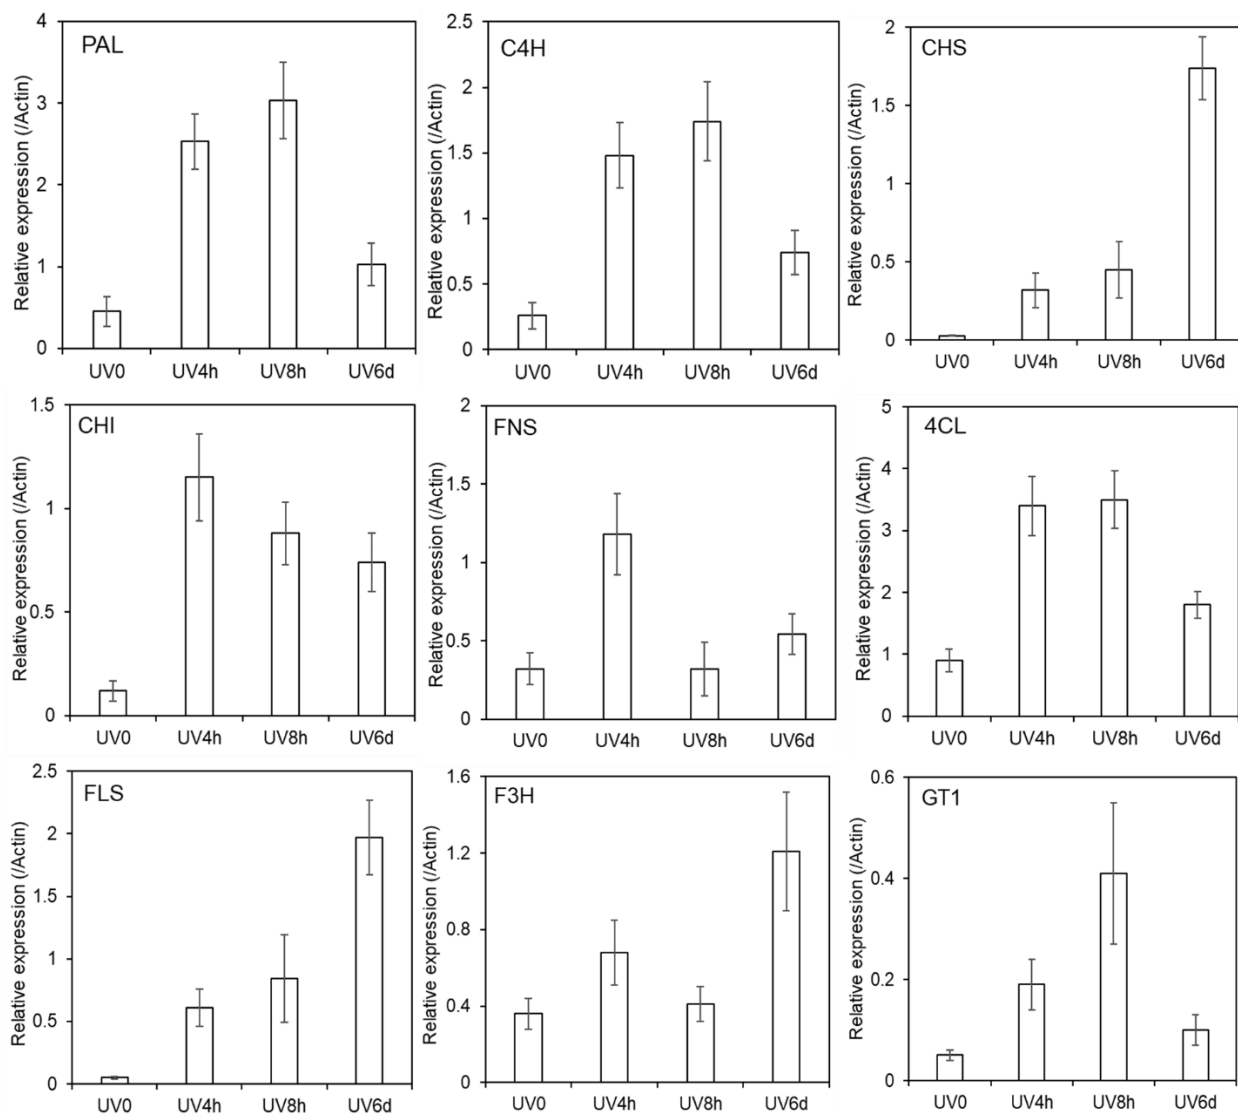 PAL
Relative expression (/Actin)
4
3
2
1
0
UV0 UV4h UV8h UV6d
C4H
Relative expression (/Actin)
2.5
2
1.5
1
0.5
0
UV0 UV4h UV8h UV6d
CHS
Relative expression (/Actin)
2
1.5
1
0.5
0
UV0 UV4h UV8h UV6d
CHI
Relative expression (/Actin)
1.5
1
0.5
0
UV0 UV4h UV8h UV6d
FNS
Relative expression (/Actin)
2
1.5
1
0.5
0
UV0 UV4h UV8h UV6d
4CL
Relative expression (/Actin)
5
4
3
2
1
0
UV0 UV4h UV8h UV6d
FLS
Relative expression (/Actin)
2.5
2
1.5
1
0.5
0
UV0 UV4h UV8h UV6d
F3H
Relative expression (/Actin)
1.6
1.2
0.8
0.4
0
UV0 UV4h UV8h UV6d
GT1
Relative expression (/Actin)
0.6
0.4
0.2
0
UV0 UV4h UV8h UV6d